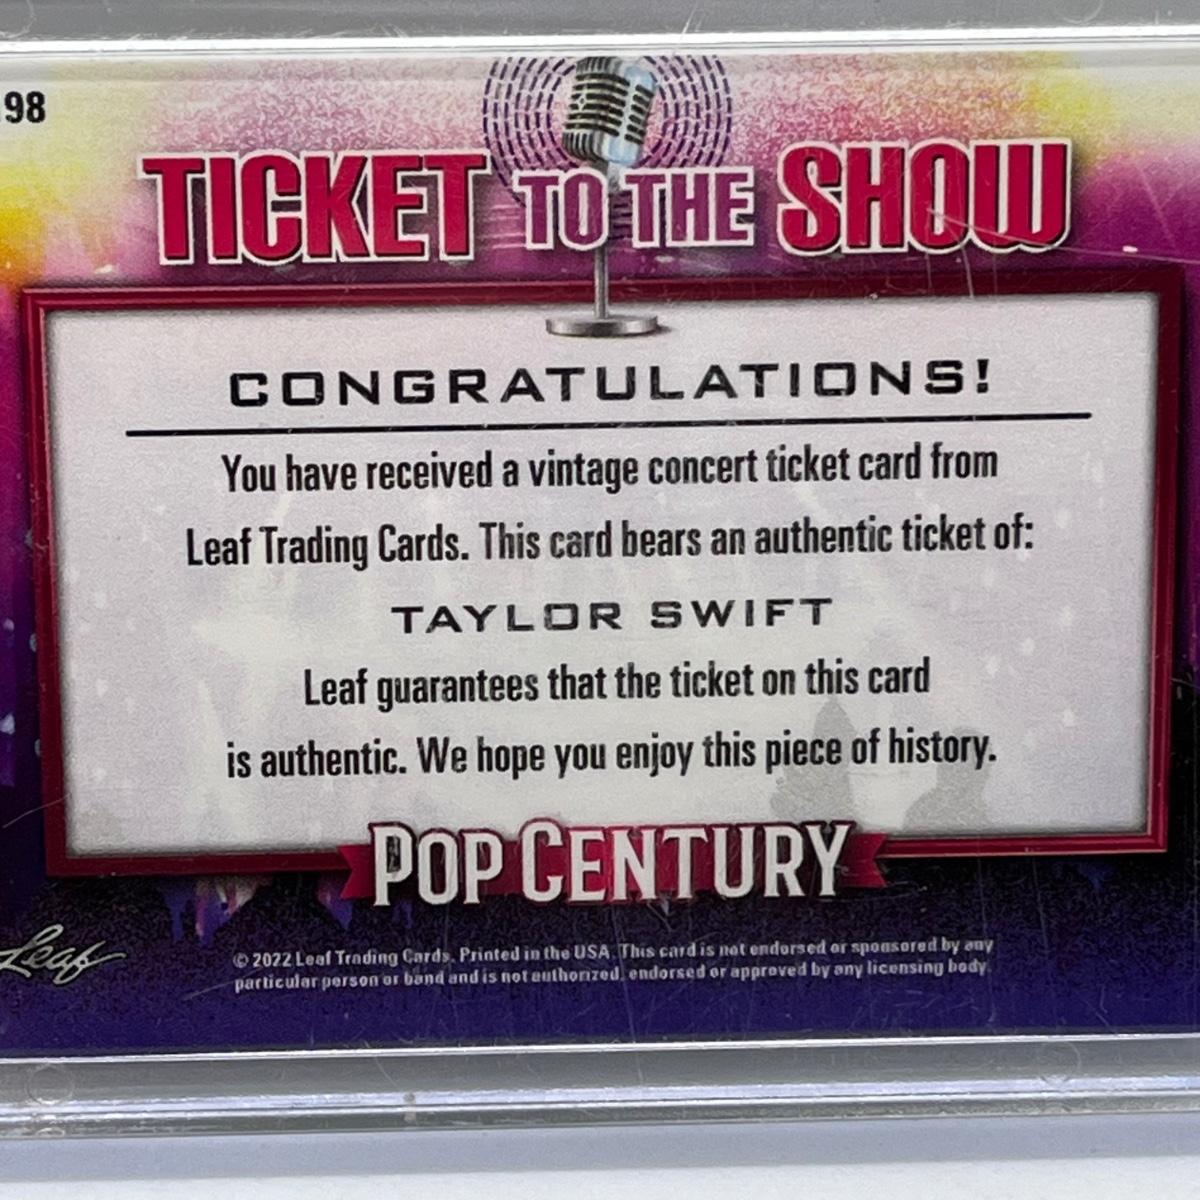 198
TICKET TO THE SHOW
CONGRATULATIONS!
You have received a vintage concert ticket card from
Leaf Trading Cards. This card bears an authentic ticket of:
TAYLOR SWIFT
Leaf guarantees that the ticket on this card
is authentic. We hope you enjoy this piece of history.
POP CENTURY
Leaf
© 2022 Leaf Trading Cards. Printed in the USA. This card is not endorsed or sponsored by any
particular person or band and is not authorized, endorsed or approved by any licensing body.